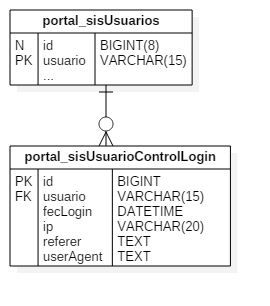 portal_sisUsuarios
N id BIGINT(8)
PK usuario VARCHAR(15)
...
portal_sisUsuarioControlLogin
PK id BIGINT
FK usuario VARCHAR(15)
fecLogin DATETIME
ip VARCHAR(20)
referer TEXT
userAgent TEXT